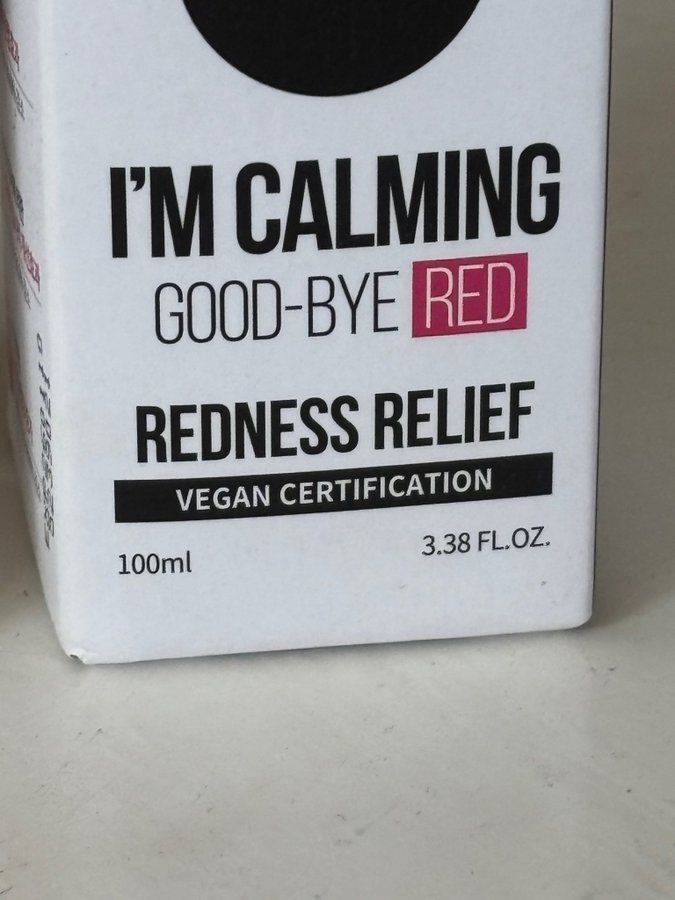 I'M CALMING
GOOD-BYE RED
REDNESS RELIEF
VEGAN CERTIFICATION
100ml
3.38 FL.OZ.